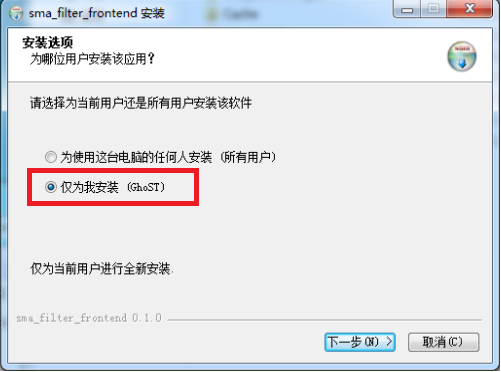 sma_filter_frontend 安装
Cache
安装选项
为哪位用户安装该应用？
请选择为当前用户还是所有用户安装该软件
为使用这台电脑的任何人安装 (所有用户)
仅为我安装 (GhoST)
仅为当前用户进行全新安装.
sma_filter_frontend 0.1.0
下一步(N) >
取消(C)